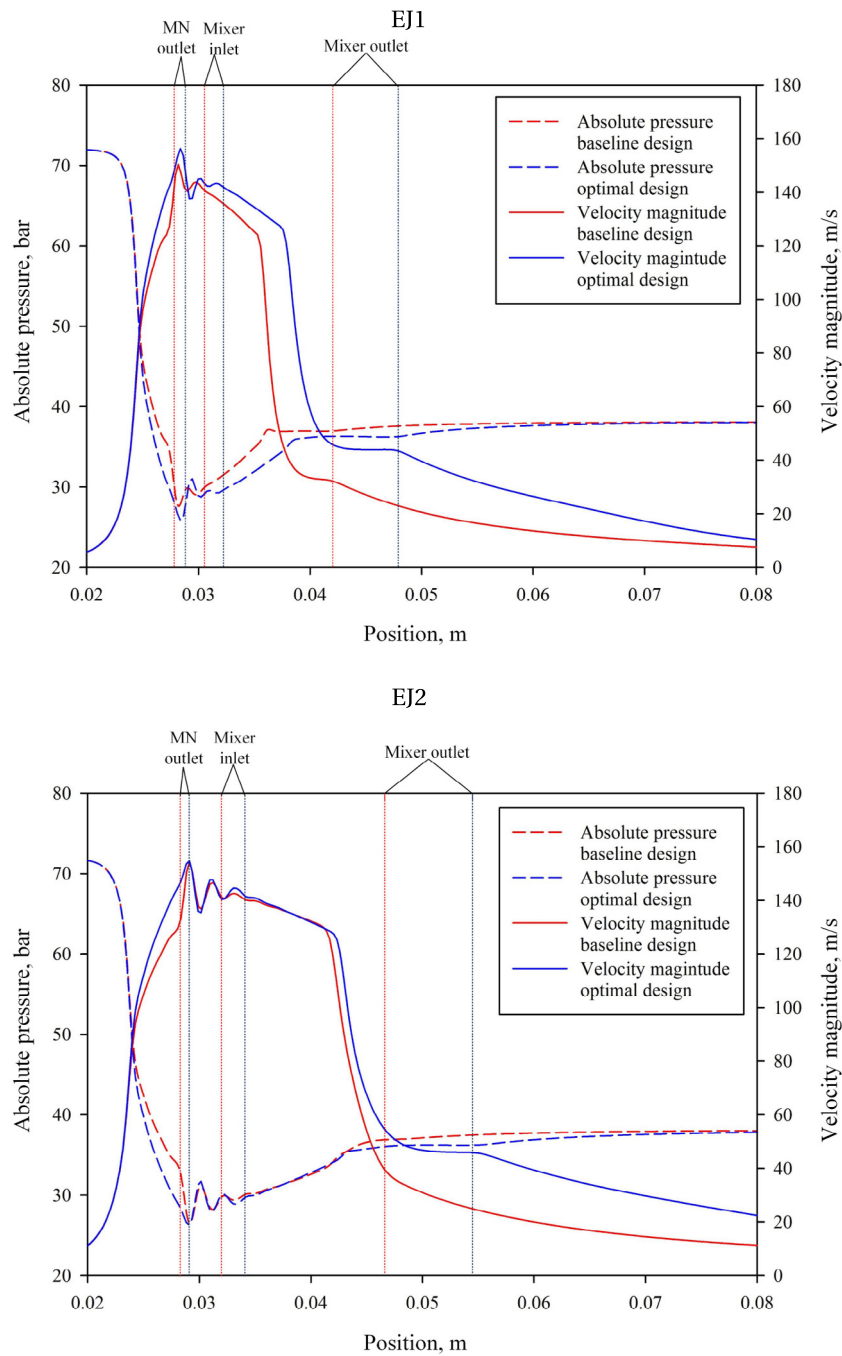 EJ1
MN
outlet
Mixer
inlet
Mixer outlet
80
70
60
50
40
30
20
180
160
140
120
100
80
60
40
20
0
Absolute pressure
baseline design
Absolute pressure
optimal design
Velocity magnitude
baseline design
Velocity magintude
optimal design
Absolute pressure, bar
Velocity magnitude, m/s
0.02 0.03 0.04 0.05 0.06 0.07 0.08
Position, m
EJ2
MN
outlet
Mixer
inlet
Mixer outlet
80
70
60
50
40
30
20
180
160
140
120
100
80
60
40
20
0
Absolute pressure
baseline design
Absolute pressure
optimal design
Velocity magnitude
baseline design
Velocity magintude
optimal design
Absolute pressure, bar
Velocity magnitude, m/s
0.02 0.03 0.04 0.05 0.06 0.07 0.08
Position, m